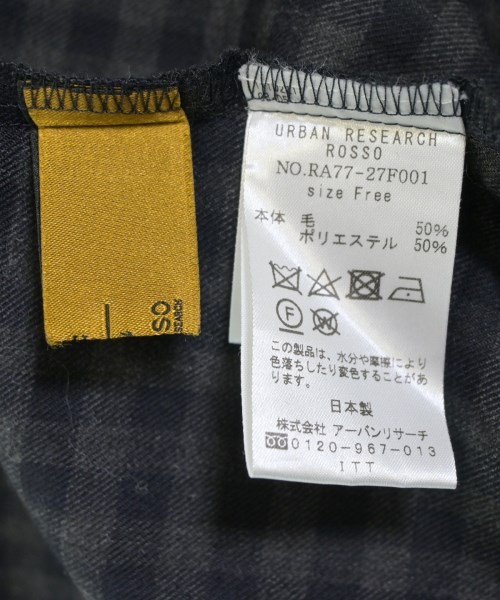 URBAN RESEARCH
ROSSO
NO.RA77-27F001
size Free
本体 毛 50%
ポリエステル 50%
F
W
この製品は、水分や摩擦により
色落ちしたり変色することが
あります。
日本製
株式会社 アーバンリサーチ
0120-967-013
ITT
SO
SEARCH